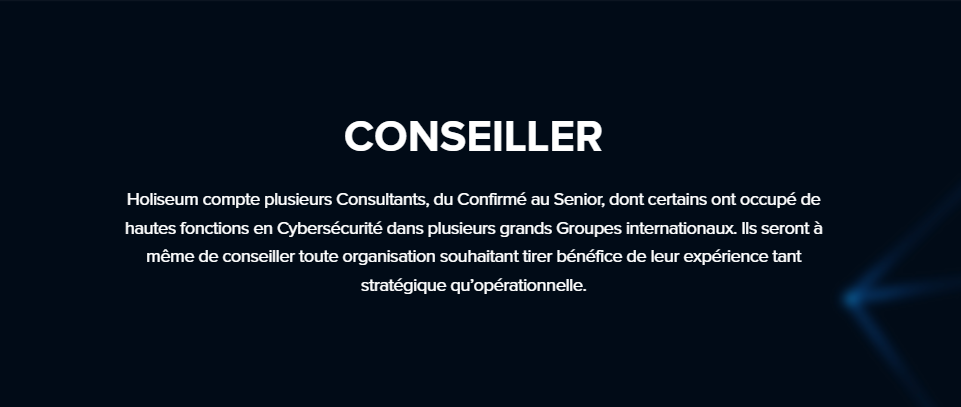 CONSEILLER
Holiseum compte plusieurs Consultants, du Confirmé au Senior, dont certains ont occupé de
hautes fonctions en Cybersécurité dans plusieurs grands Groupes internationaux. Ils seront à
même de conseiller toute organisation souhaitant tirer bénéfice de leur expérience tant
stratégique qu’opérationnelle.